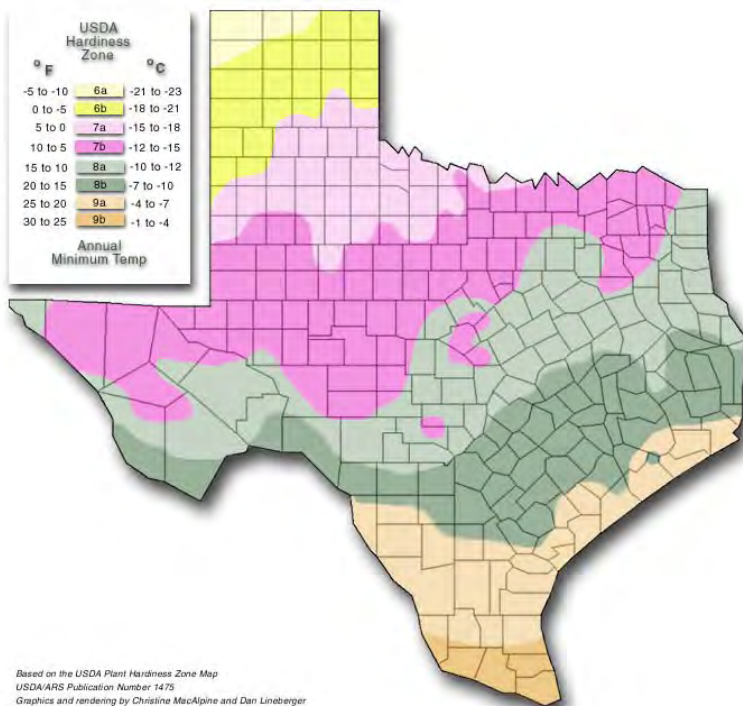 USDA
Hardiness
Zone
°F °C
-5 to -10 6a -21 to -23
0 to -5 6b -18 to -21
5 to 0 7a -15 to -18
10 to 5 7b -12 to -15
15 to 10 8a -10 to -12
20 to 15 8b -7 to -10
25 to 20 9a -4 to -7
30 to 25 9b -1 to -4
Annual
Minimum Temp
Based on the USDA Plant Hardiness Zone Map
USDA/ARS Publication Number 1475
Graphics and rendering by Christine MacAlpine and Dan Lineberger